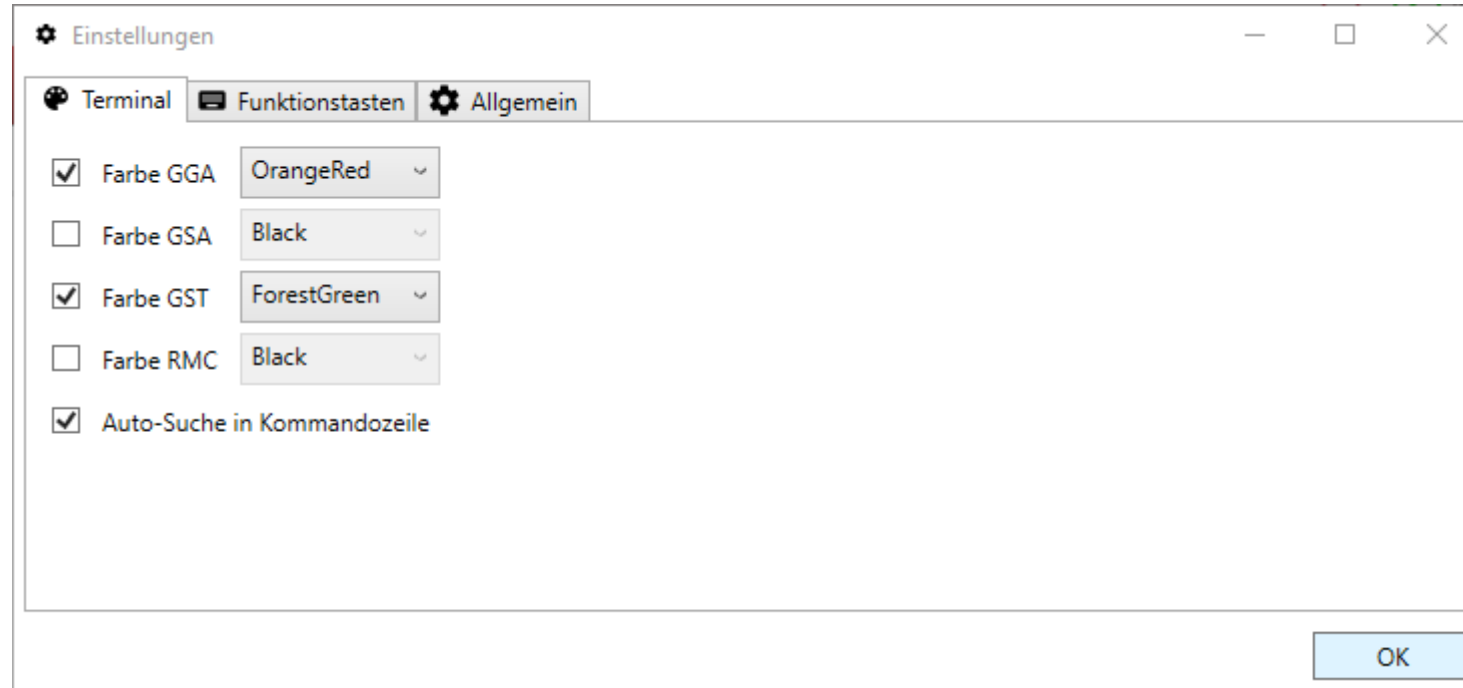 Einstellungen
Terminal Funktionstasten Allgemein
Farbe GGA OrangeRed
Farbe GSA Black
Farbe GST ForestGreen
Farbe RMC Black
Auto-Suche in Kommandozeile
OK